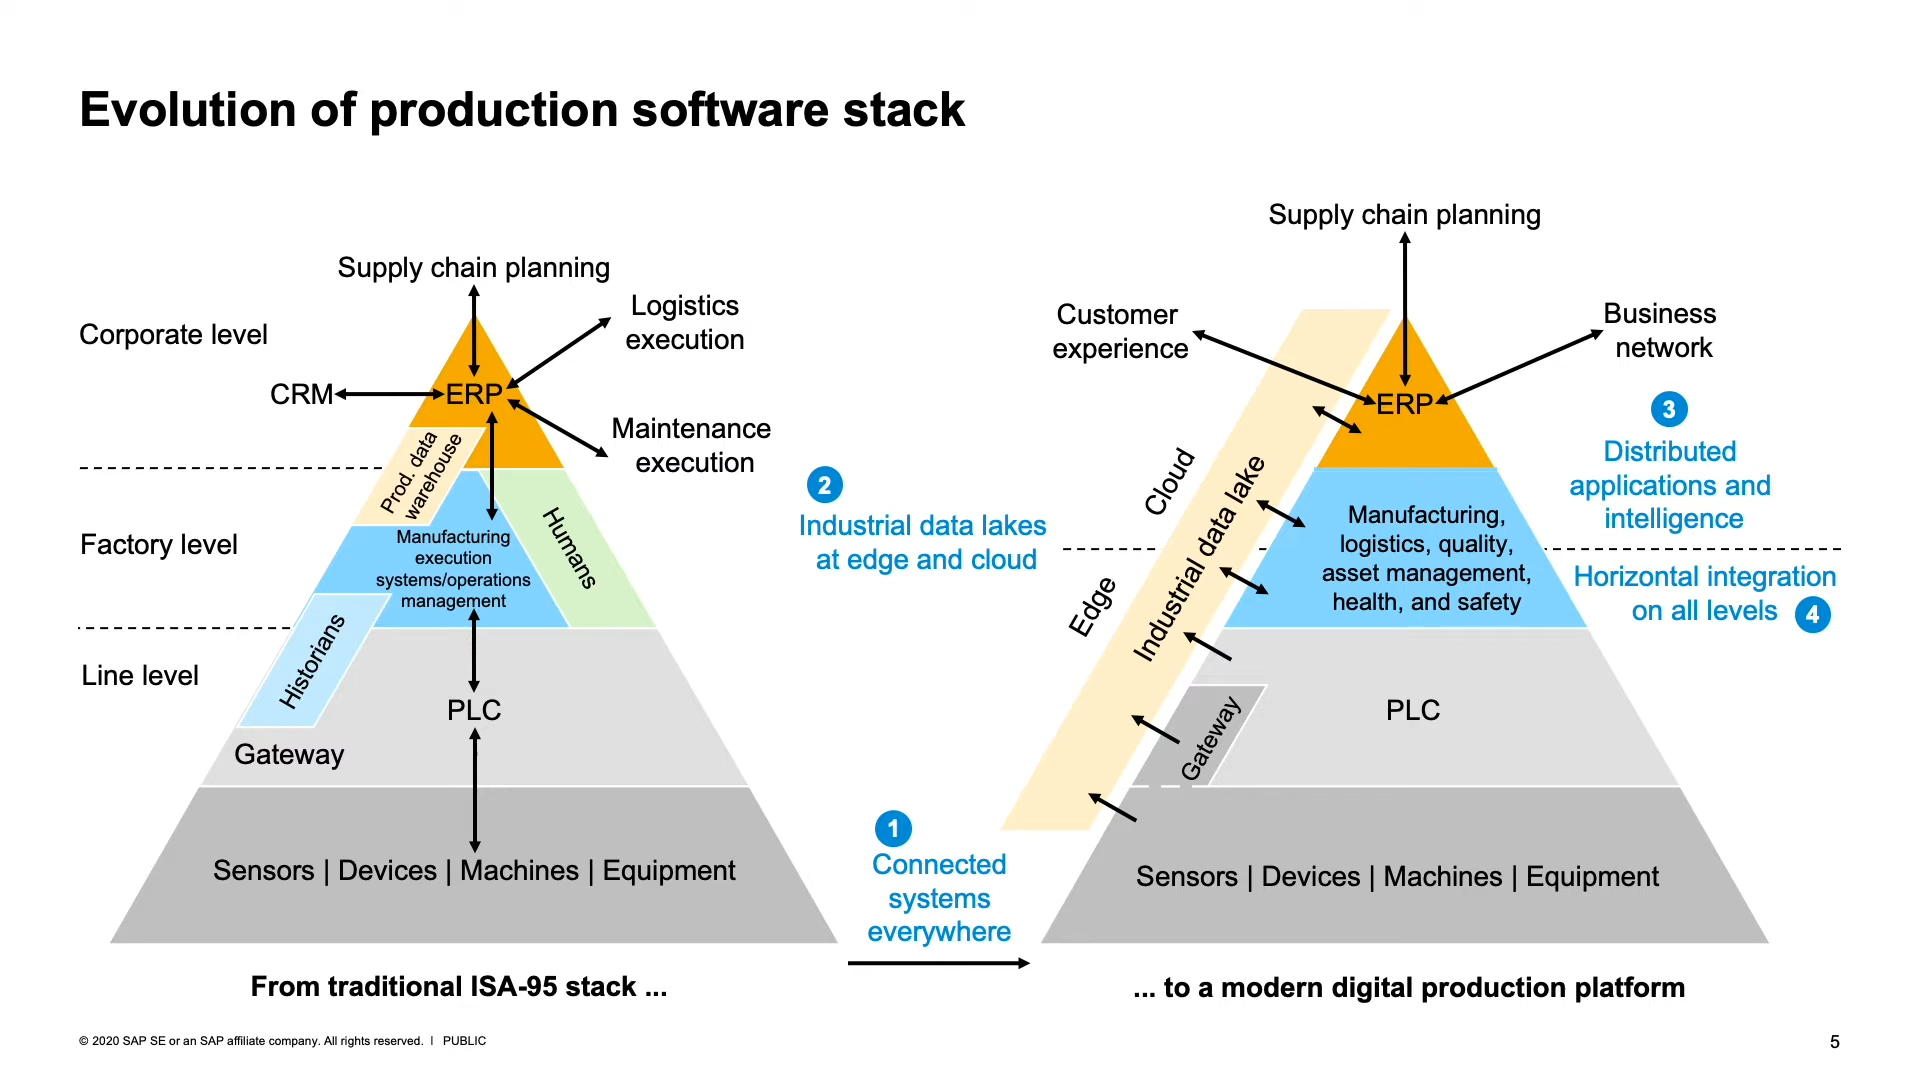 Evolution of production software stack
Supply chain planning
Logistics
execution
Corporate level
CRM
ERP
Maintenance
execution
Prod. data
warehouse
Factory level
Manufacturing
execution
systems/operations
management
Humans
Line level
Historians
PLC
Gateway
Sensors | Devices | Machines | Equipment
From traditional ISA-95 stack ...
2
Industrial data lakes
at edge and cloud
1
Connected
systems
everywhere
Supply chain planning
Customer
experience
Business
network
ERP
3
Distributed
applications and
intelligence
Cloud
Edge
Industrial data lake
Manufacturing,
logistics, quality,
asset management,
health, and safety
Horizontal integration
on all levels
4
PLC
Gateway
Sensors | Devices | Machines | Equipment
... to a modern digital production platform
© 2020 SAP SE or an SAP affiliate company. All rights reserved. | PUBLIC
5